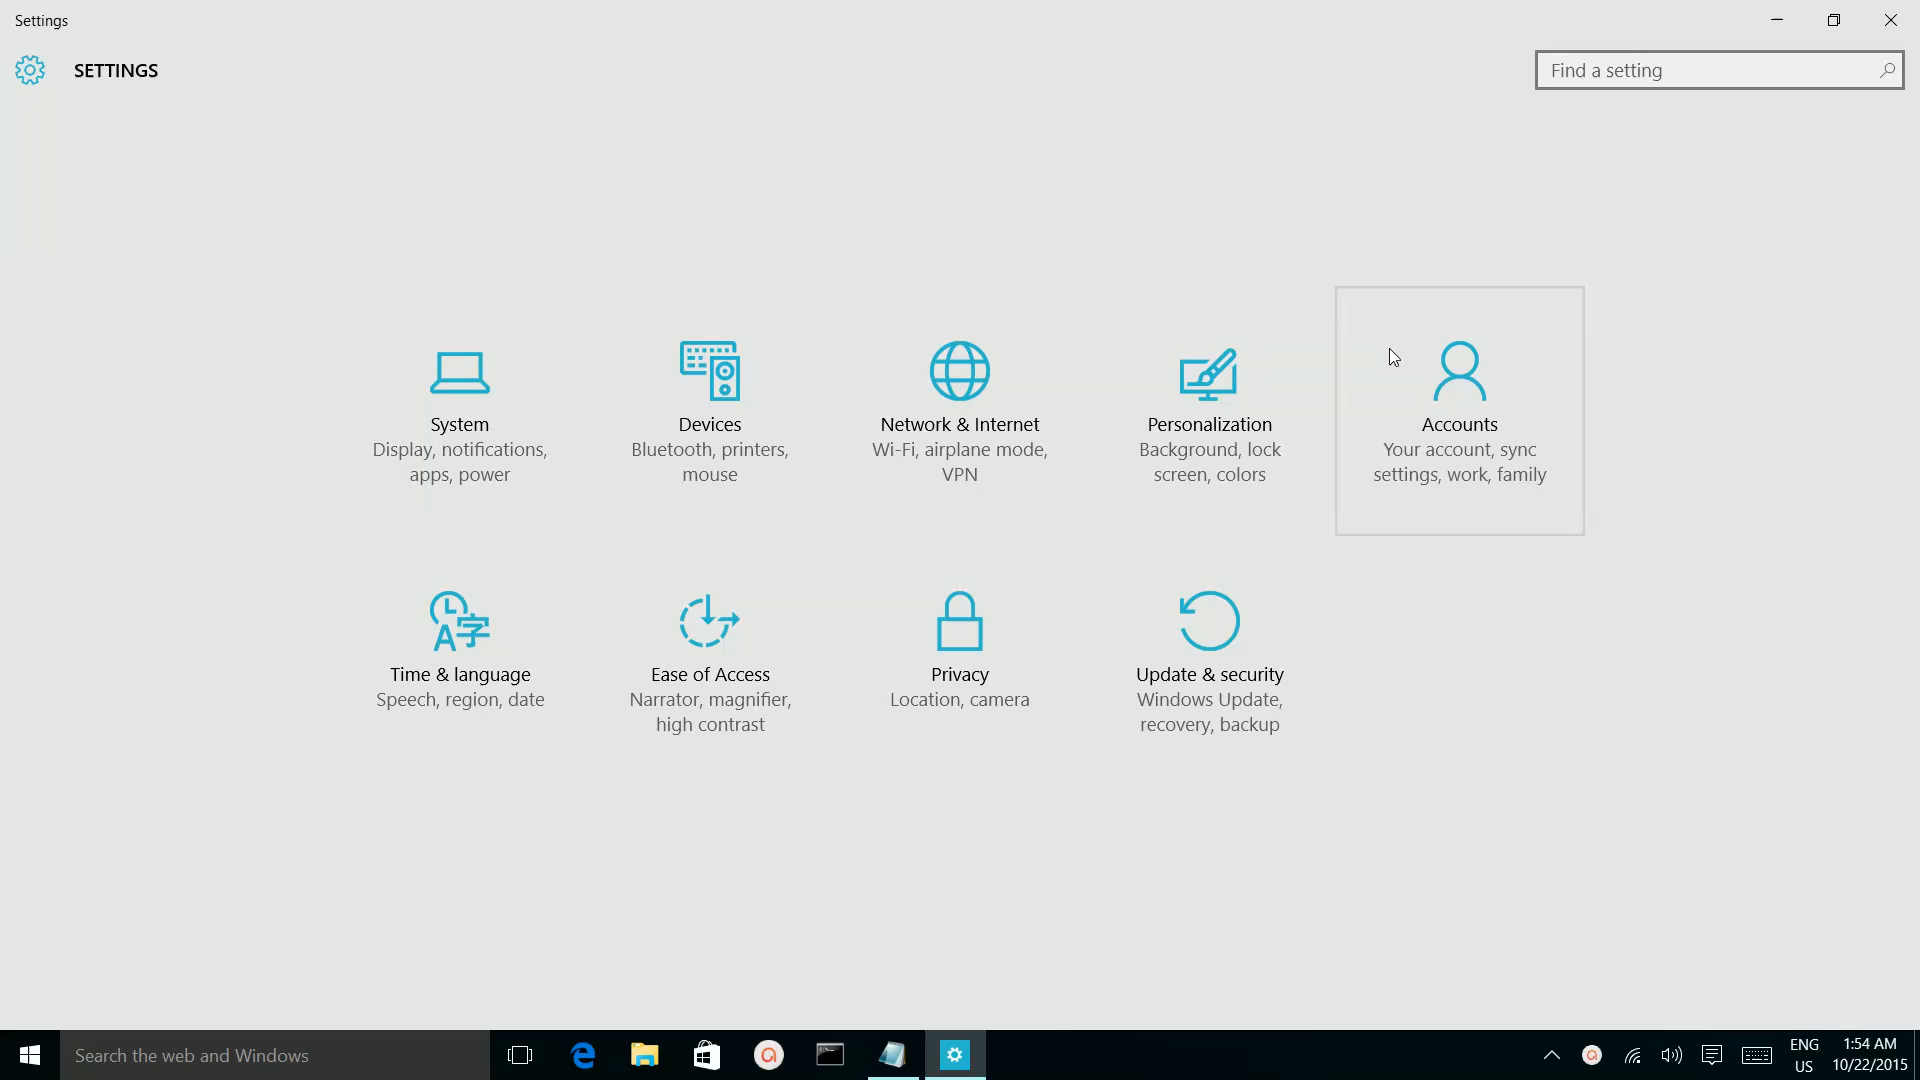 Settings
SETTINGS
Find a setting
System
Display, notifications,
apps, power
Devices
Bluetooth, printers,
mouse
Network & Internet
Wi-Fi, airplane mode,
VPN
Personalization
Background, lock
screen, colors
Accounts
Your account, sync
settings, work, family
Time & language
Speech, region, date
Ease of Access
Narrator, magnifier,
high contrast
Privacy
Location, camera
Update & security
Windows Update,
recovery, backup
Search the web and Windows
ENG
US
1:54 AM
10/22/2015